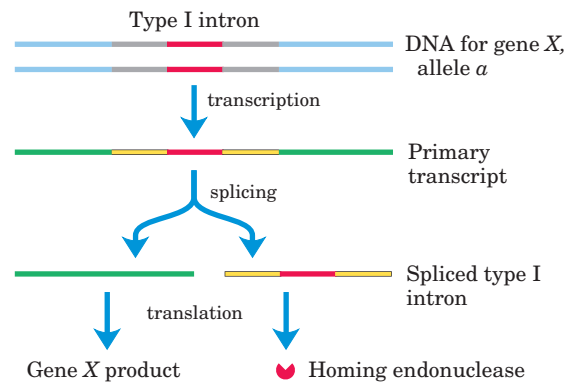 Type I intron
DNA for gene X,
allele a
transcription
Primary
transcript
splicing
Spliced type I
intron
translation
Gene X product
Homing endonuclease